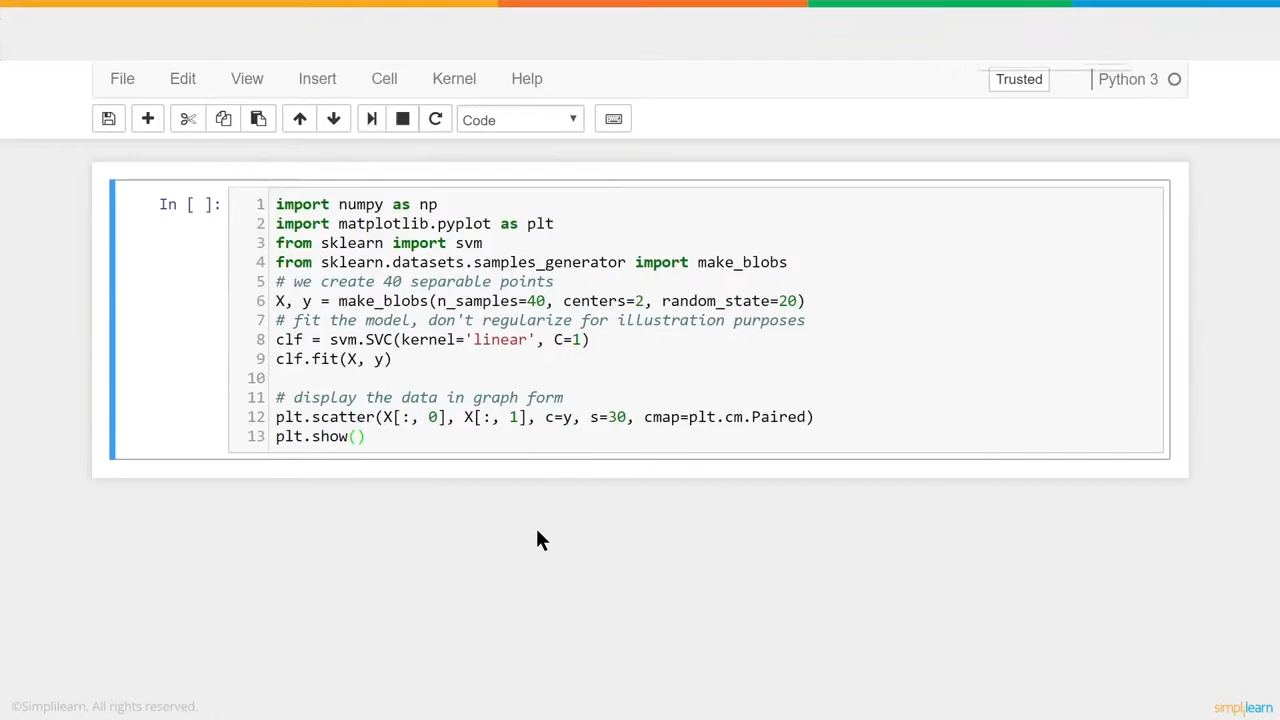 File Edit View Insert Cell Kernel Help Trusted Python 3
Code
In [ ]:
1 import numpy as np
2 import matplotlib.pyplot as plt
3 from sklearn import svm
4 from sklearn.datasets.samples_generator import make_blobs
5 # we create 40 separable points
6 X, y = make_blobs(n_samples=40, centers=2, random_state=20)
7 # fit the model, don't regularize for illustration purposes
8 clf = svm.SVC(kernel='linear', C=1)
9 clf.fit(X, y)
10
11 # display the data in graph form
12 plt.scatter(X[:, 0], X[:, 1], c=y, s=30, cmap=plt.cm.Paired)
13 plt.show()
©Simplilearn. All rights reserved.
simplilearn